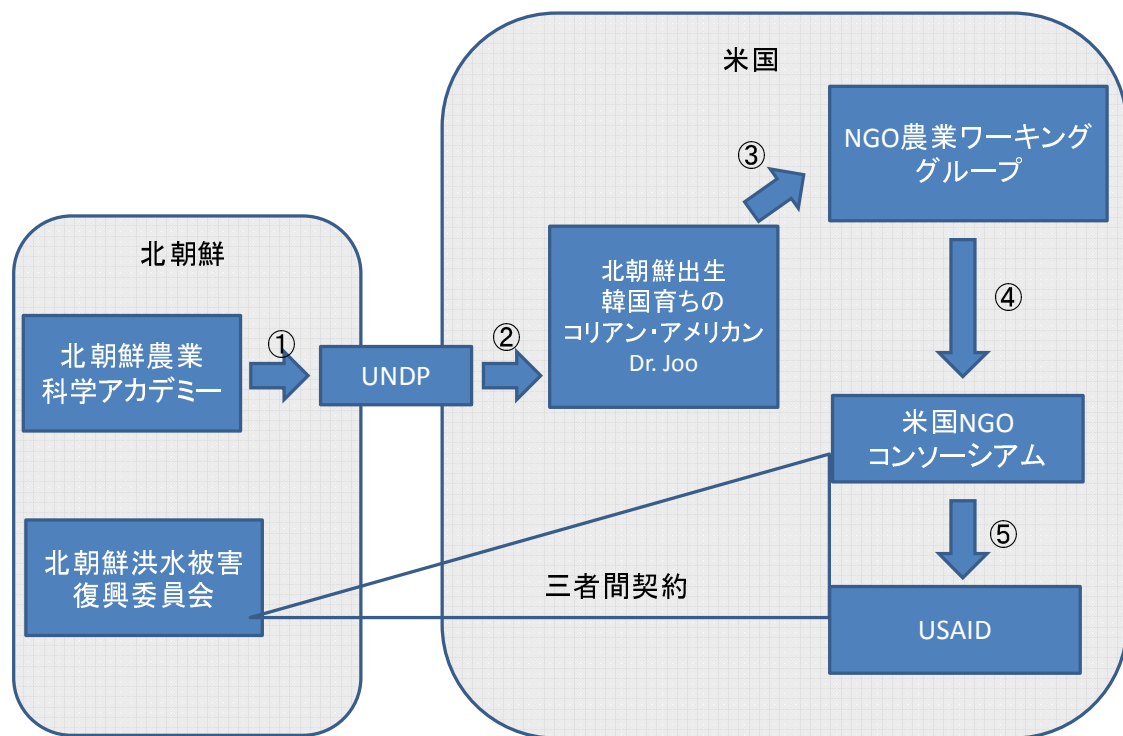 米国
NGO農業ワーキング
グループ
③
北朝鮮
北朝鮮出生
韓国育ちの
コリアン・アメリカン
Dr. Joo
④
①
②
北朝鮮農業
科学アカデミー
UNDP
米国NGO
コンソーシアム
⑤
北朝鮮洪水被害
復興委員会
三者間契約
USAID